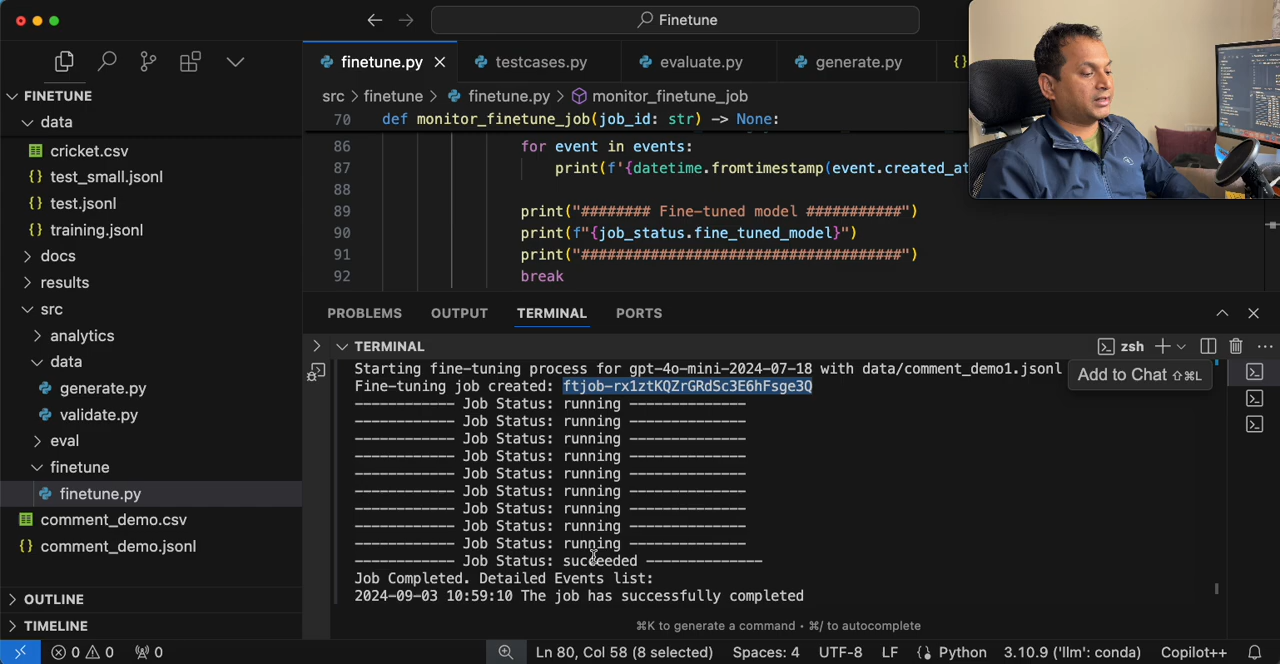 Finetune
finetune.py
testcases.py
evaluate.py
generate.py
{}
FINETUNE
data
cricket.csv
{} test_small.jsonl
{} test.jsonl
{} training.jsonl
docs
results
src
analytics
data
generate.py
validate.py
eval
finetune
finetune.py
comment_demo.csv
{} comment_demo.jsonl
OUTLINE
TIMELINE
src > finetune > finetune.py > monitor_finetune_job
70 def monitor_finetune_job(job_id: str) -> None:
86 for event in events:
87 print(f'{datetime.fromtimestamp(event.created_at
88
89 print("######## Fine-tuned model ###########")
90 print(f"{job_status.fine_tuned_model}")
91 print("#####################################")
92 break
PROBLEMS OUTPUT TERMINAL PORTS
TERMINAL
zsh
Add to Chat ⇧⌘L
Starting fine-tuning process for gpt-4o-mini-2024-07-18 with data/comment_demo1.jsonl
Fine-tuning job created: ftjob-rx1ztKQZrGRdSc3E6hFsge3Q
------------ Job Status: running --------------
------------ Job Status: running --------------
------------ Job Status: running --------------
------------ Job Status: running --------------
------------ Job Status: running --------------
------------ Job Status: running --------------
------------ Job Status: running --------------
------------ Job Status: running --------------
------------ Job Status: running --------------
------------ Job Status: succeeded --------------
Job Completed. Detailed Events list:
2024-09-03 10:59:10 The job has successfully completed
⌘K to generate a command • ⌘/ to autocomplete
0 0 0 Ln 80, Col 58 (8 selected) Spaces: 4 UTF-8 LF Python 3.10.9 ('llm': conda) Copilot++